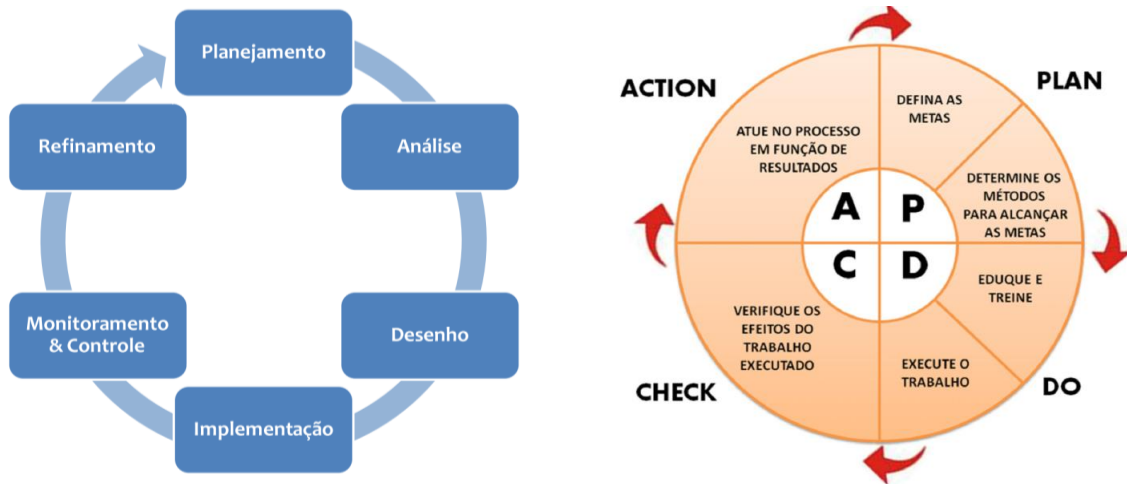 Planejamento
Análise
Desenho
Implementação
Monitoramento
& Controle
Refinamento
ACTION
PLAN
DEFINA AS
METAS
DETERMINE OS
MÉTODOS
PARA ALCANÇAR
AS METAS
ATUE NO PROCESSO
EM FUNÇÃO DE
RESULTADOS
A
P
C
D
EDUQUE E
TREINE
EXECUTE O
TRABALHO
VERIFIQUE OS
EFEITOS DO
TRABALHO
EXECUTADO
CHECK
DO